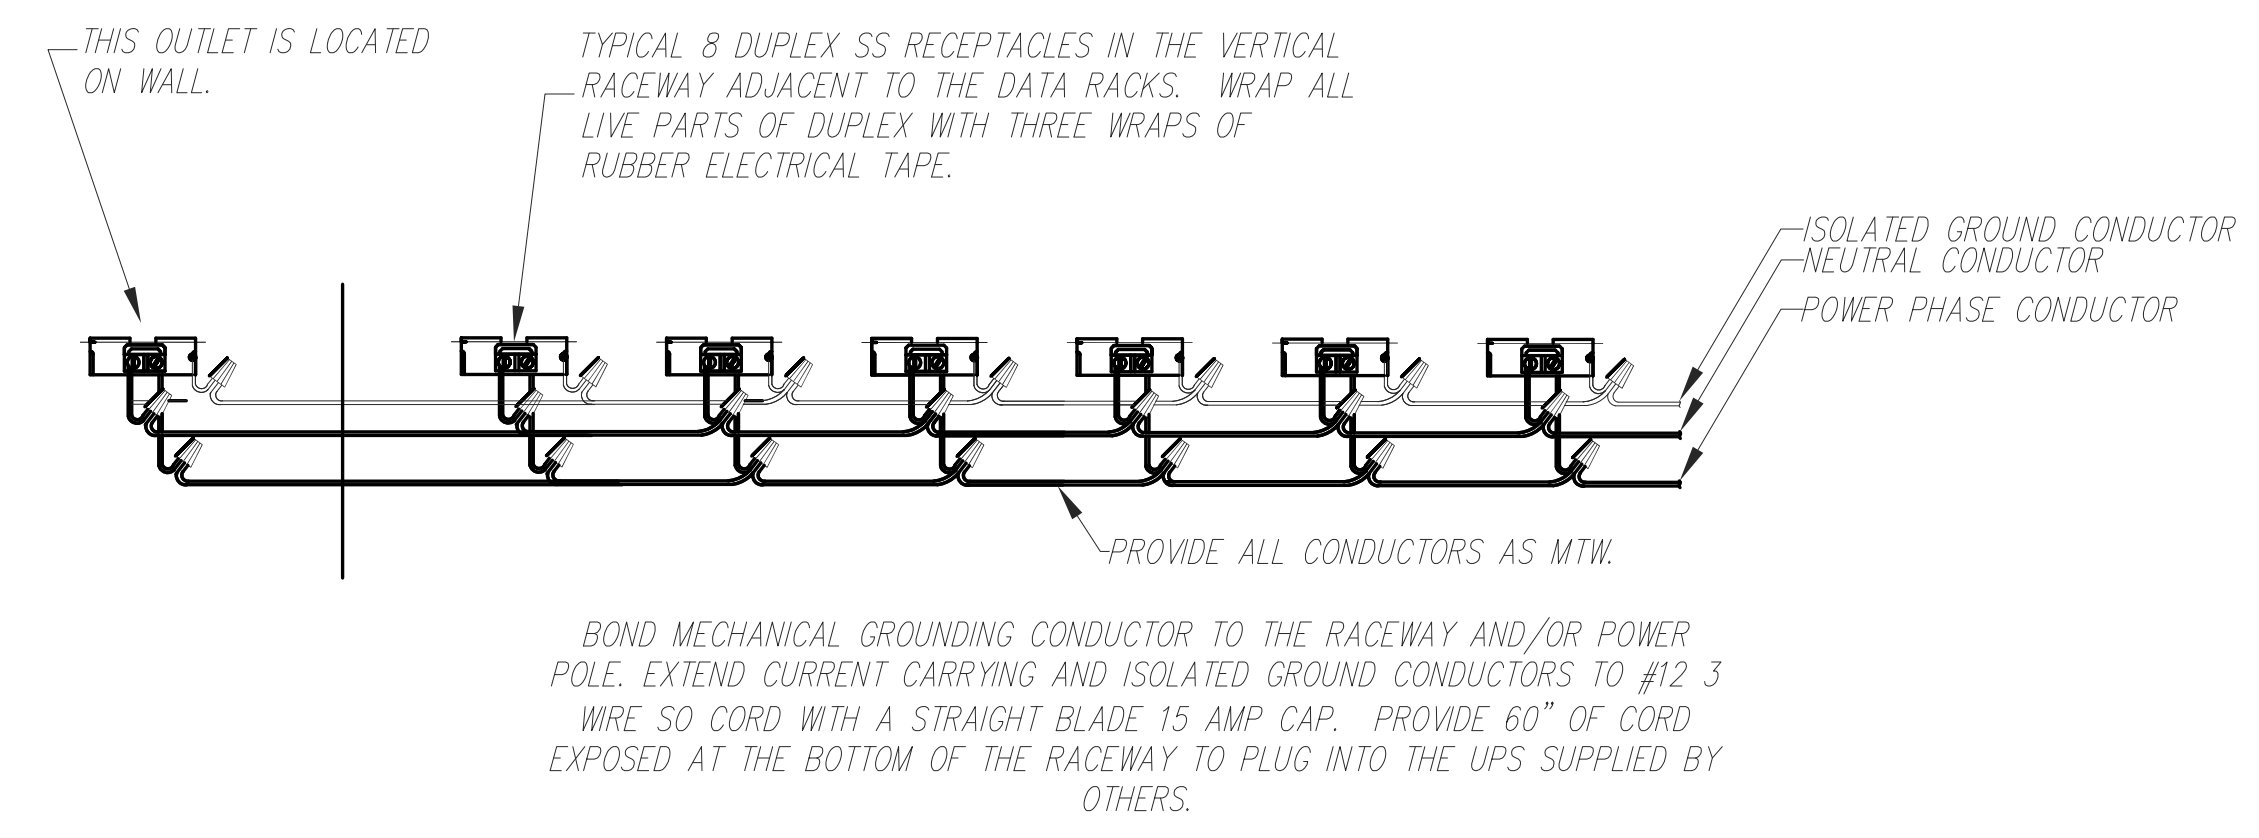 THIS OUTLET IS LOCATED
ON WALL.
TYPICAL 8 DUPLEX SS RECEPTACLES IN THE VERTICAL
RACEWAY ADJACENT TO THE DATA RACKS. WRAP ALL
LIVE PARTS OF DUPLEX WITH THREE WRAPS OF
RUBBER ELECTRICAL TAPE.
ISOLATED GROUND CONDUCTOR
NEUTRAL CONDUCTOR
POWER PHASE CONDUCTOR
PROVIDE ALL CONDUCTORS AS MTW.
BOND MECHANICAL GROUNDING CONDUCTOR TO THE RACEWAY AND/OR POWER
POLE. EXTEND CURRENT CARRYING AND ISOLATED GROUND CONDUCTORS TO #12 3
WIRE SO CORD WITH A STRAIGHT BLADE 15 AMP CAP. PROVIDE 60" OF CORD
EXPOSED AT THE BOTTOM OF THE RACEWAY TO PLUG INTO THE UPS SUPPLIED BY
OTHERS.